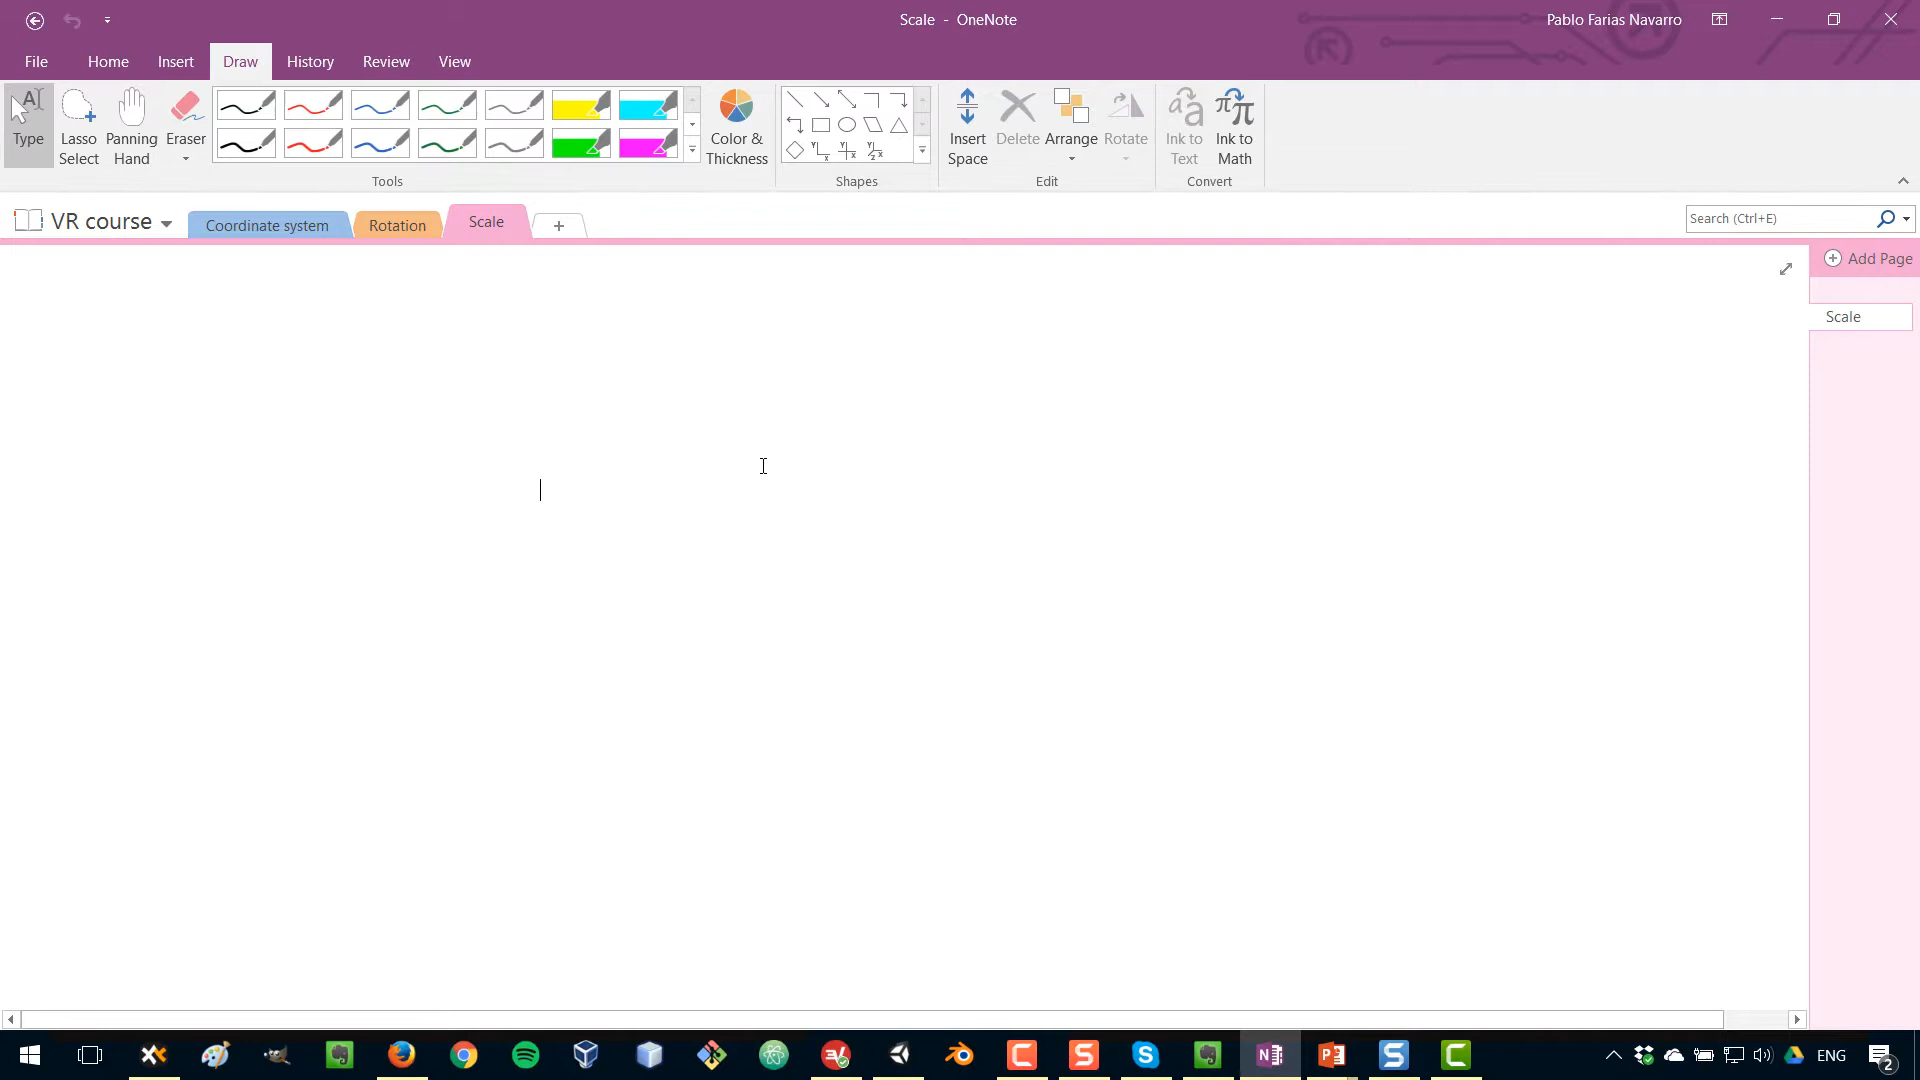 Scale - OneNote
Pablo Farias Navarro
File Home Insert Draw History Review View
Type
Lasso Select
Panning Hand
Eraser
Color & Thickness
Insert Space
Delete
Arrange
Rotate
Ink to Text
Ink to Math
Tools
Shapes
Edit
Convert
VR course
Coordinate system
Rotation
Scale
Search (Ctrl+E)
Add Page
Scale
ENG
2